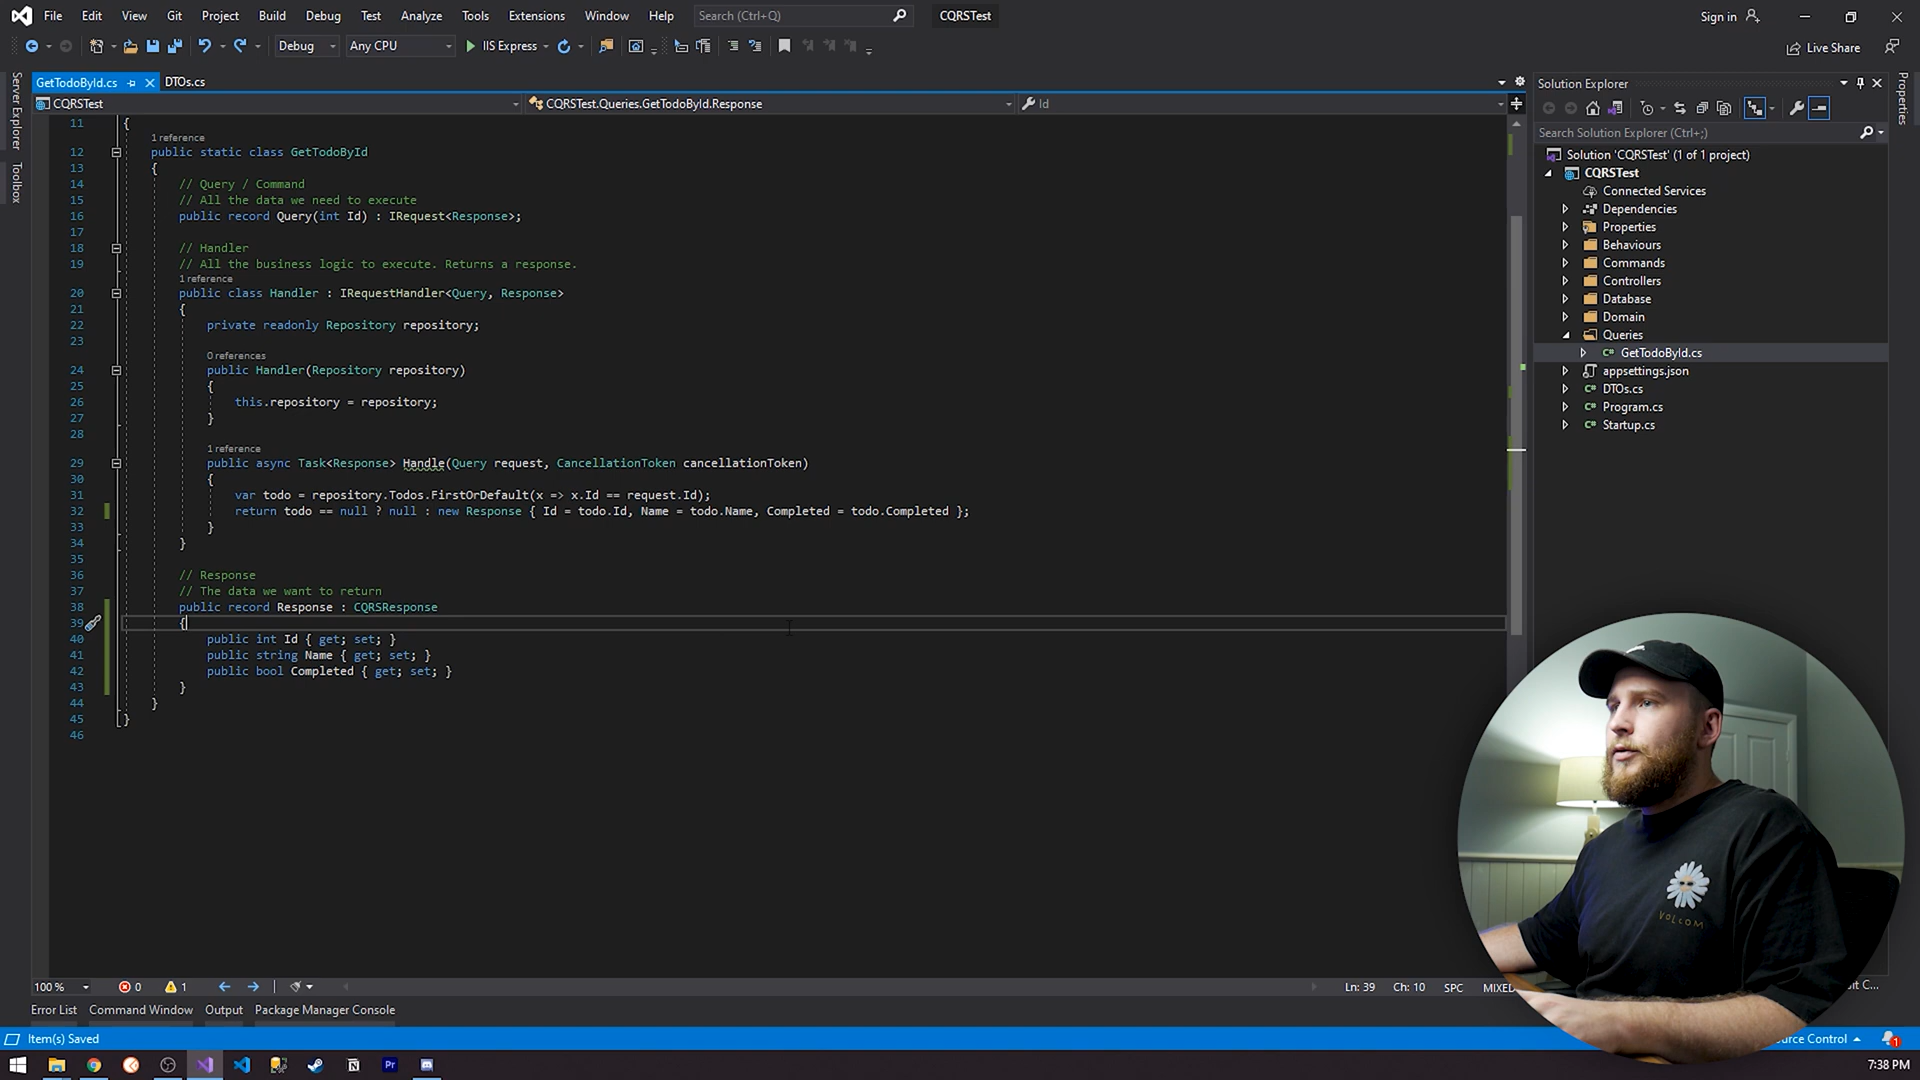 File Edit View Git Project Build Debug Test Analyze Tools Extensions Window Help Search (Ctrl+Q) CQRSTest Sign in
Debug Any CPU IIS Express Live Share
GetTodoById.cs DTOs.cs
CQRSTest CQRSTest.Queries.GetTodoById.Response Id
Server Explorer
Toolbox
11 {
1 reference
12 public static class GetTodoById
13 {
14 // Query / Command
15 // All the data we need to execute
16 public record Query(int Id) : IRequest<Response>;
17
18 // Handler
19 // All the business logic to execute. Returns a response.
1 reference
20 public class Handler : IRequestHandler<Query, Response>
21 {
22 private readonly Repository repository;
23
0 references
24 public Handler(Repository repository)
25 {
26 this.repository = repository;
27 }
28
1 reference
29 public async Task<Response> Handle(Query request, CancellationToken cancellationToken)
30 {
31 var todo = repository.Todos.FirstOrDefault(x => x.Id == request.Id);
32 return todo == null ? null : new Response { Id = todo.Id, Name = todo.Name, Completed = todo.Completed };
33 }
34 }
35
36 // Response
37 // The data we want to return
38 public record Response : CQRSResponse
39 {
40 public int Id { get; set; }
41 public string Name { get; set; }
42 public bool Completed { get; set; }
43 }
44 }
45 }
46
Solution Explorer
Search Solution Explorer (Ctrl+;)
Solution 'CQRSTest' (1 of 1 project)
CQRSTest
Connected Services
Dependencies
Properties
Behaviours
Commands
Controllers
Database
Domain
Queries
GetTodoById.cs
appsettings.json
DTOs.cs
Program.cs
Startup.cs
Properties
VOLCOM
100 % 0 1 Ln: 39 Ch: 10 SPC MIXED
Error List Command Window Output Package Manager Console
Item(s) Saved Control 1
7:38 PM